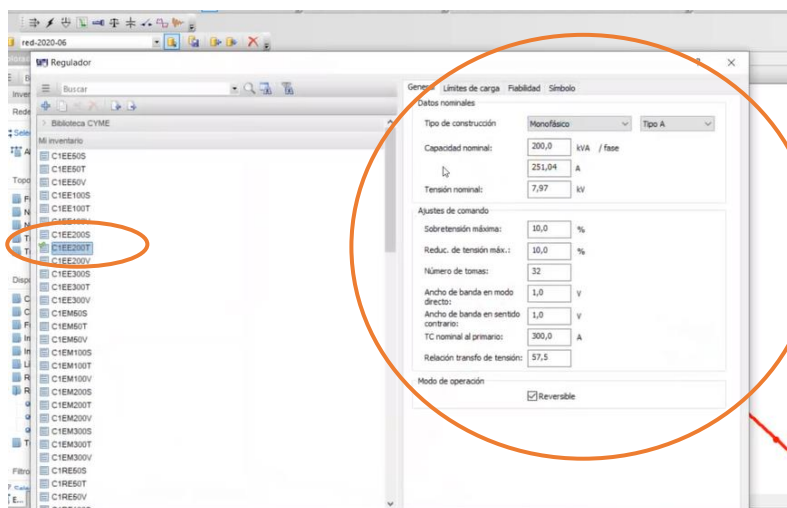 red-2020-06
Regulador
Buscar
Biblioteca CYME
Mi inventario
C1EE50S
C1EE50T
C1EE50V
C1EE100S
C1EE100T
C1EE100V
C1EE200S
C1EE200T
C1EE200V
C1EE300S
C1EE300T
C1EE300V
C1EM50S
C1EM50T
C1EM50V
C1EM100S
C1EM100T
C1EM100V
C1EM200S
C1EM200T
C1EM200V
C1EM300S
C1EM300T
C1EM300V
C1RE50S
C1RE50T
C1RE50V
General Límites de carga Fiabilidad Símbolo
Datos nominales
Tipo de construcción Monofásico Tipo A
Capacidad nominal: 200,0 kVA / fase
251,04 A
Tensión nominal: 7,97 kV
Ajustes de comando
Sobretensión máxima: 10,0 %
Reduc. de tensión máx.: 10,0 %
Número de tomas: 32
Ancho de banda en modo
directo: 1,0 V
Ancho de banda en sentido
contrario: 1,0 V
TC nominal al primario: 300,0 A
Relación transfo de tensión: 57,5
Modo de operación
Reversible